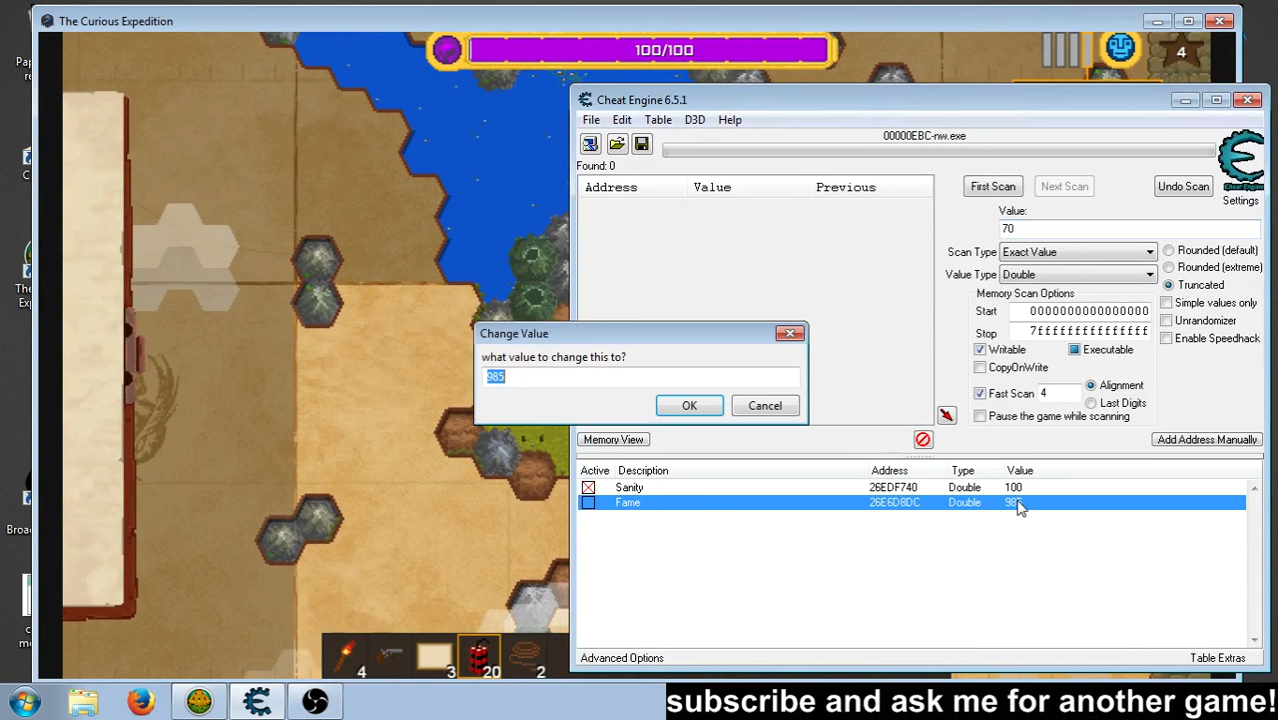 The Curious Expedition
100/100
4
Cheat Engine 6.5.1
File Edit Table D3D Help
00000EBC-nw.exe
Found: 0
Address Value Previous
First Scan Next Scan Undo Scan
Settings
Value:
70
Scan Type Exact Value
Value Type Double
Rounded (default)
Rounded (extreme)
Truncated
Simple values only
Unrandomizer
Enable Speedhack
Memory Scan Options
Start 0000000000000000
Stop 7fffffffffffffff
Writable Executable
CopyOnWrite
Fast Scan 4 Alignment
Last Digits
Pause the game while scanning
Change Value
what value to change this to?
985
OK Cancel
Memory View Add Address Manually
Active Description Address Type Value
Sanity 26EDF740 Double 100
Fame 26E6D8DC Double 985
Advanced Options Table Extras
4 3 20 2
subscribe and ask me for another game!